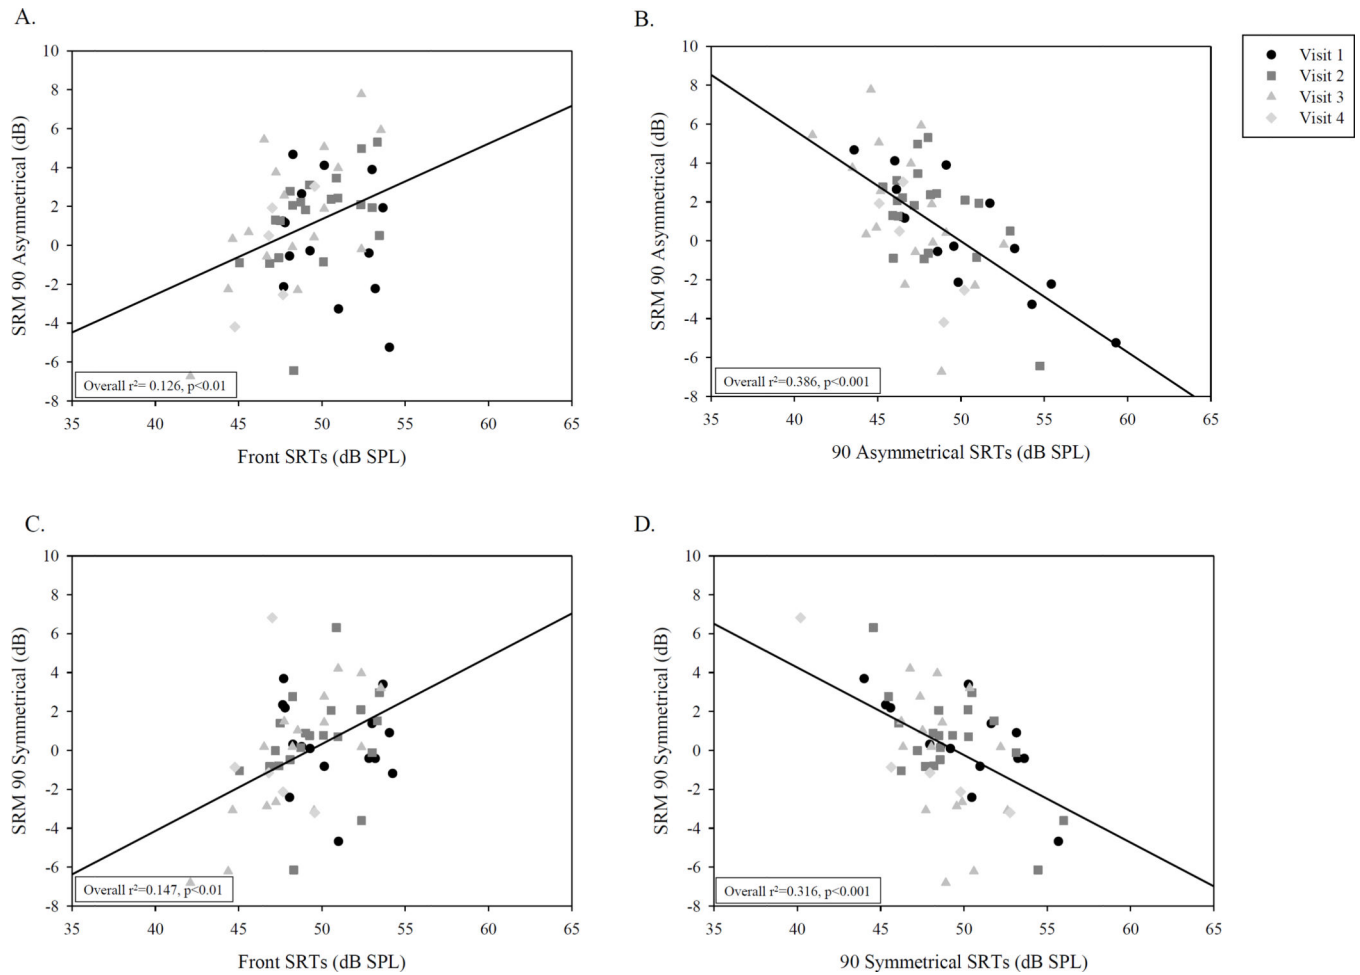 A.
SRM 90 Asymmetrical (dB)
10
8
6
4
2
0
-2
-4
-6
-8
Overall r²= 0.126, p<0.01
35 40 45 50 55 60 65
Front SRTs (dB SPL)
B.
SRM 90 Asymmetrical (dB)
10
8
6
4
2
0
-2
-4
-6
-8
Overall r²=0.386, p<0.001
35 40 45 50 55 60 65
90 Asymmetrical SRTs (dB SPL)
Visit 1
Visit 2
Visit 3
Visit 4
C.
SRM 90 Symmetrical (dB)
10
8
6
4
2
0
-2
-4
-6
-8
Overall r²=0.147, p<0.01
35 40 45 50 55 60 65
Front SRTs (dB SPL)
D.
SRM 90 Symmetrical (dB)
10
8
6
4
2
0
-2
-4
-6
-8
Overall r²=0.316, p<0.001
35 40 45 50 55 60 65
90 Symmetrical SRTs (dB SPL)